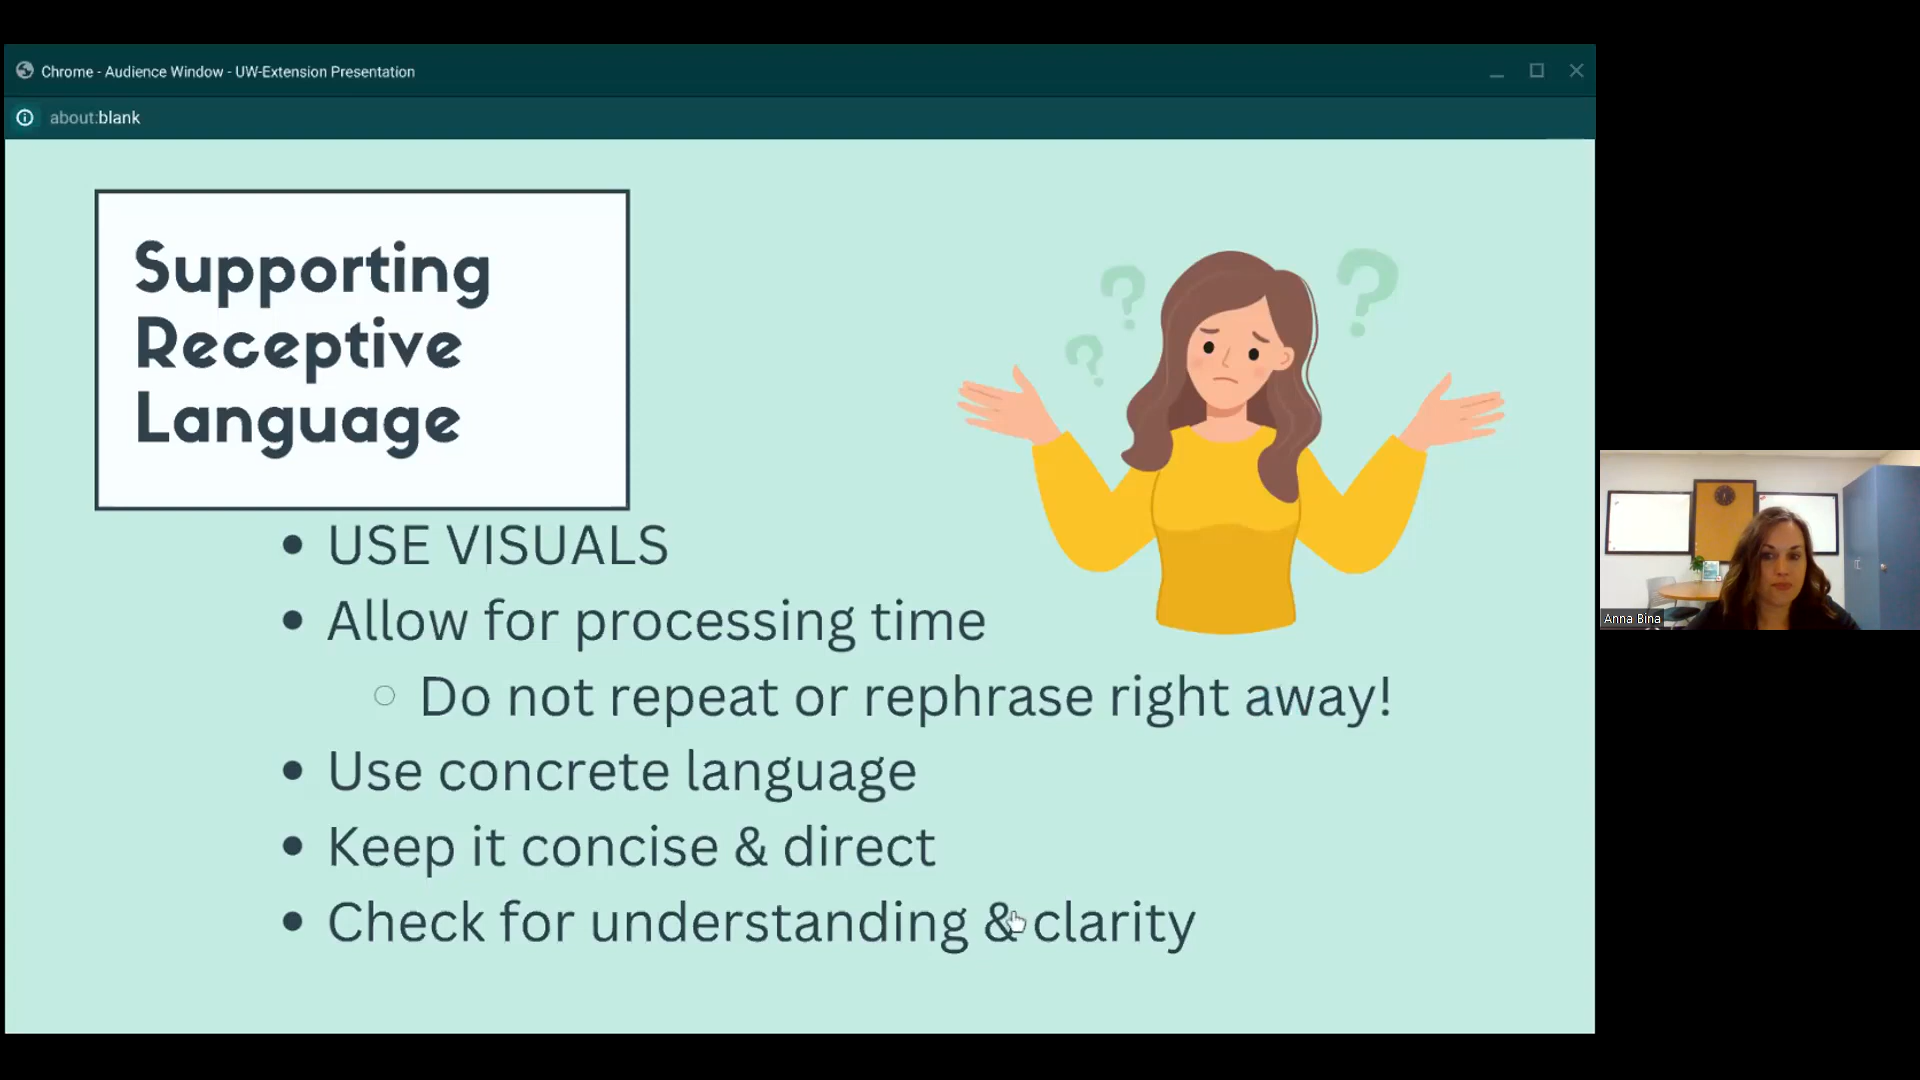 Chrome - Audience Window - UW-Extension Presentation
about:blank
Supporting
Receptive
Language
? ? ?
• USE VISUALS
• Allow for processing time
○ Do not repeat or rephrase right away!
• Use concrete language
• Keep it concise & direct
• Check for understanding & clarity
Anna Bina